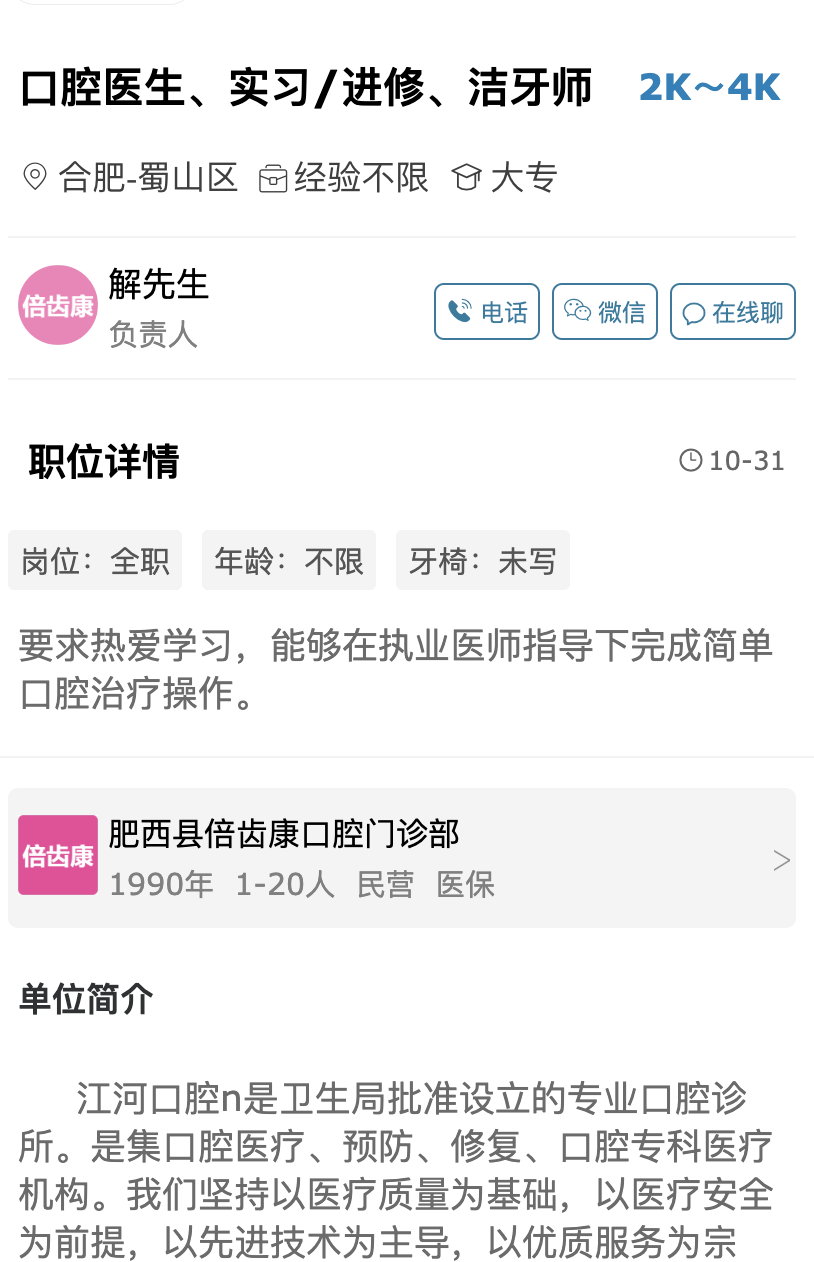 口腔医生、实习/进修、洁牙师 2K～4K
合肥-蜀山区 经验不限 大专
倍齿康 解先生
负责人
电话 微信 在线聊
职位详情 10-31
岗位：全职 年龄：不限 牙椅：未写
要求热爱学习，能够在执业医师指导下完成简单
口腔治疗操作。
倍齿康 肥西县倍齿康口腔门诊部
1990年 1-20人 民营 医保 >
单位简介
江河口腔n是卫生局批准设立的专业口腔诊
所。是集口腔医疗、预防、修复、口腔专科医疗
机构。我们坚持以医疗质量为基础，以医疗安全
为前提，以先进技术为主导，以优质服务为宗